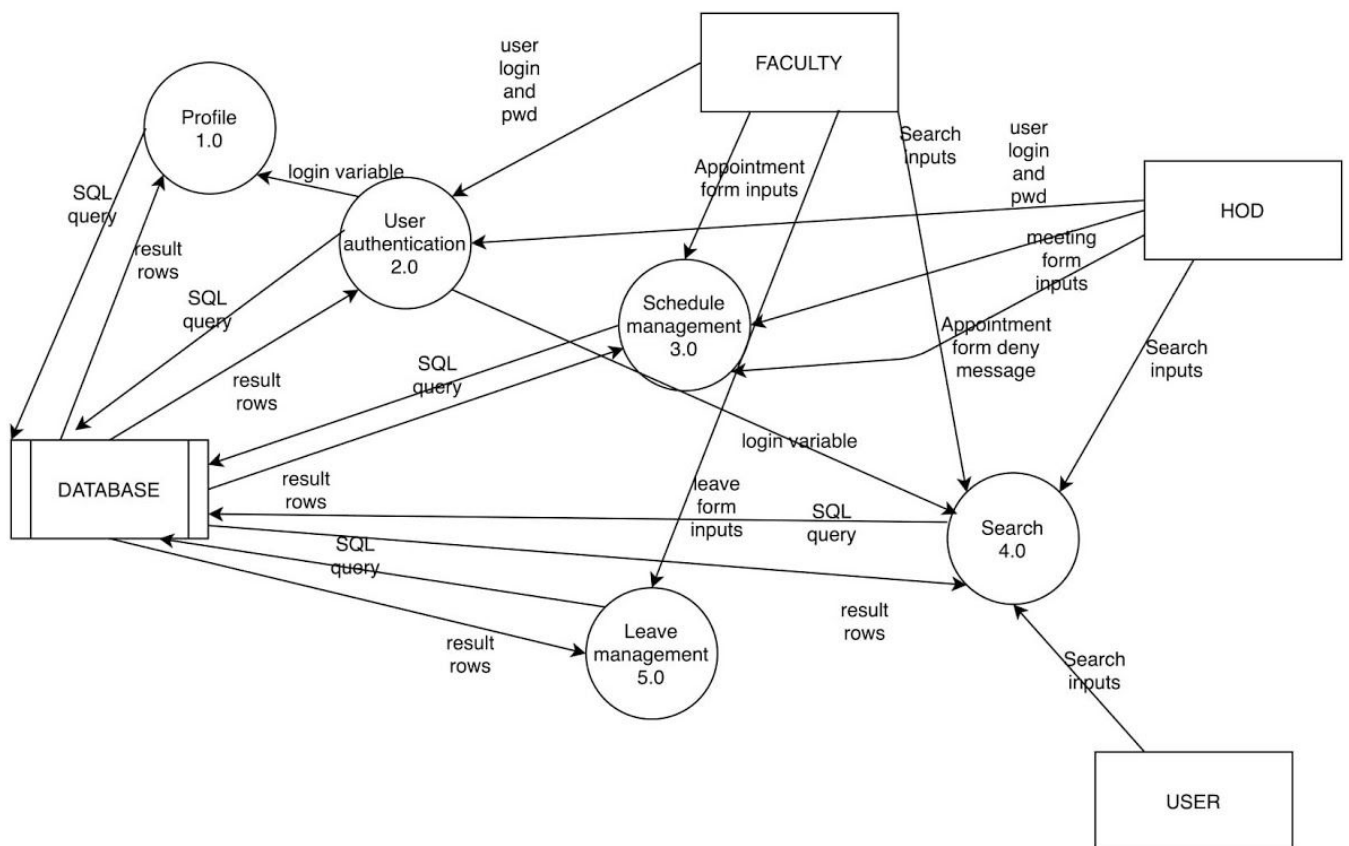 user
login
and
pwd
FACULTY
Profile
1.0
Search
inputs
user
login
and
pwd
login variable
Appointment
form inputs
SQL
query
HOD
User
authentication
2.0
result
rows
meeting
form
inputs
SQL
query
Schedule
management
3.0
Appointment
form deny
message
Search
inputs
SQL
query
result
rows
login variable
DATABASE
result
rows
leave
form
inputs
SQL
query
Search
4.0
SQL
query
result
rows
Leave
management
5.0
result
rows
Search
inputs
USER